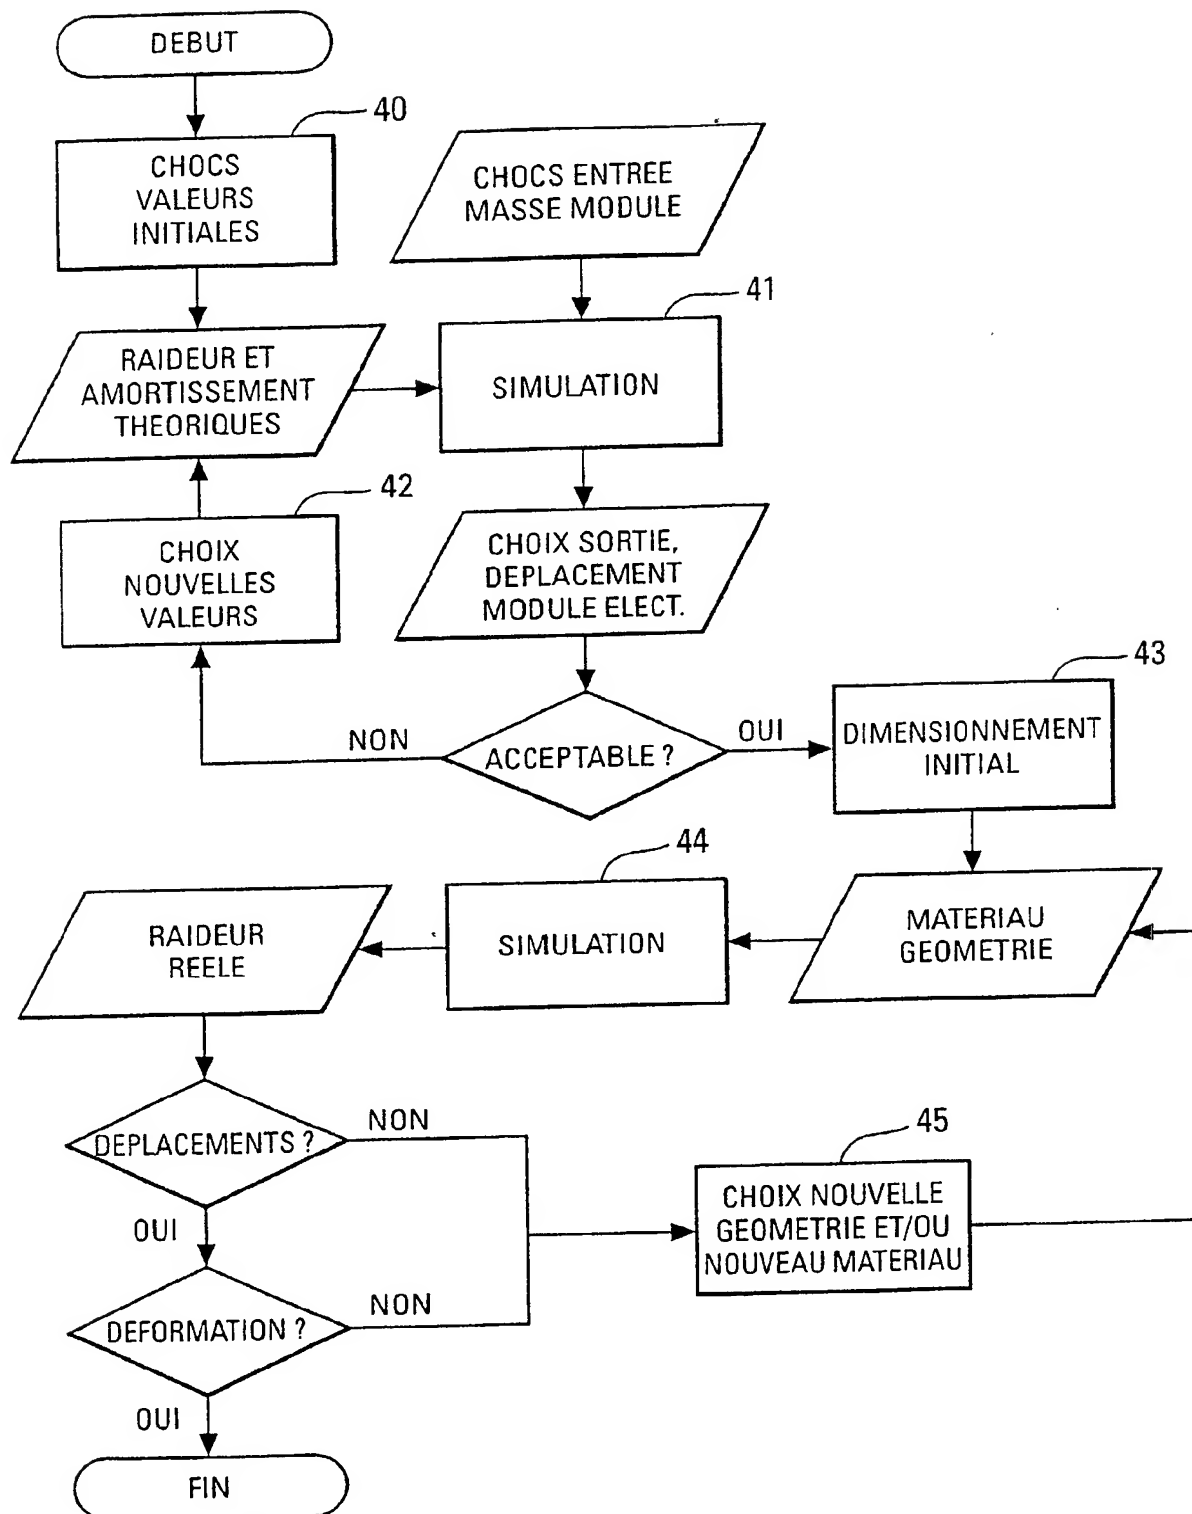 DEBUT
40
CHOCS
VALEURS
INITIALES
CHOCS ENTREE
MASSE MODULE
41
RAIDEUR ET
AMORTISSEMENT
THEORIQUES
SIMULATION
42
CHOIX
NOUVELLES
VALEURS
CHOIX SORTIE,
DEPLACEMENT
MODULE ELECT.
43
NON
ACCEPTABLE ?
OUI
DIMENSIONNEMENT
INITIAL
44
RAIDEUR
REELE
SIMULATION
MATERIAU
GEOMETRIE
DEPLACEMENTS ?
NON
45
OUI
CHOIX NOUVELLE
GEOMETRIE ET/OU
NOUVEAU MATERIAU
DEFORMATION ?
NON
OUI
FIN